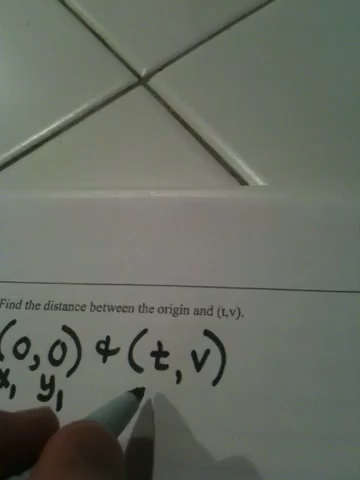 Find the distance between the origin and (t,v).
(0,0) & (t,v)
x₁ y₁